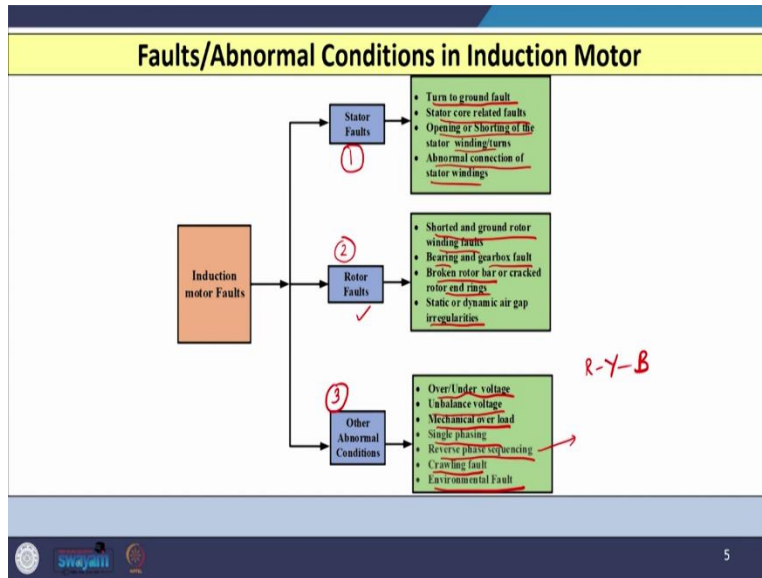 Faults/Abnormal Conditions in Induction Motor
Induction
motor Faults
Stator
Faults
1
• Turn to ground fault
• Stator core related faults
• Opening or Shorting of the
stator winding/turns
• Abnormal connection of
stator windings
2
Rotor
Faults
• Shorted and ground rotor
winding faults
• Bearing and gearbox fault
• Broken rotor bar or cracked
rotor end rings
• Static or dynamic air gap
irregularities
3
Other
Abnormal
Conditions
• Over/Under voltage
• Unbalance voltage
• Mechanical over load
• Single phasing
• Reverse phase sequencing
• Crawling fault
• Environmental Fault
R-Y-B
swayam
5